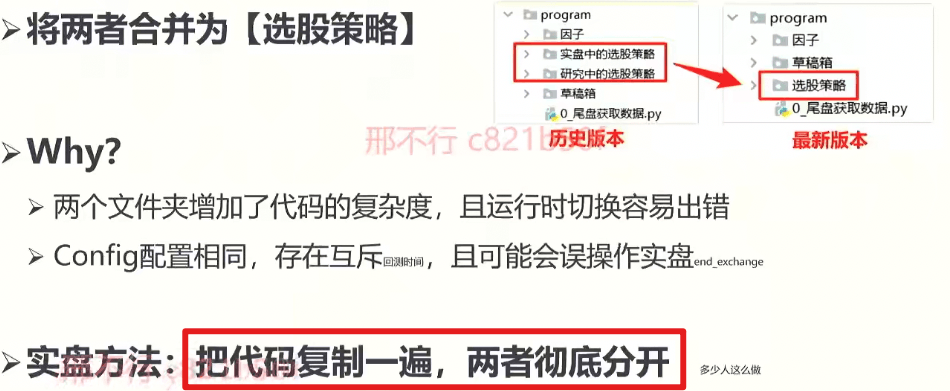 将两者合并为【选股策略】
program
因子
实盘中的选股策略
研究中的选股策略
草稿箱
0_尾盘获取数据.py
历史版本
program
因子
草稿箱
选股策略
0_尾盘获取数据.py
最新版本
邢不行
Why?
两个文件夹增加了代码的复杂度，且运行时切换容易出错
Config配置相同，存在互斥回测时间，且可能会误操作实盘end_exchange
实盘方法：把代码复制一遍，两者彻底分开 多少人这么做